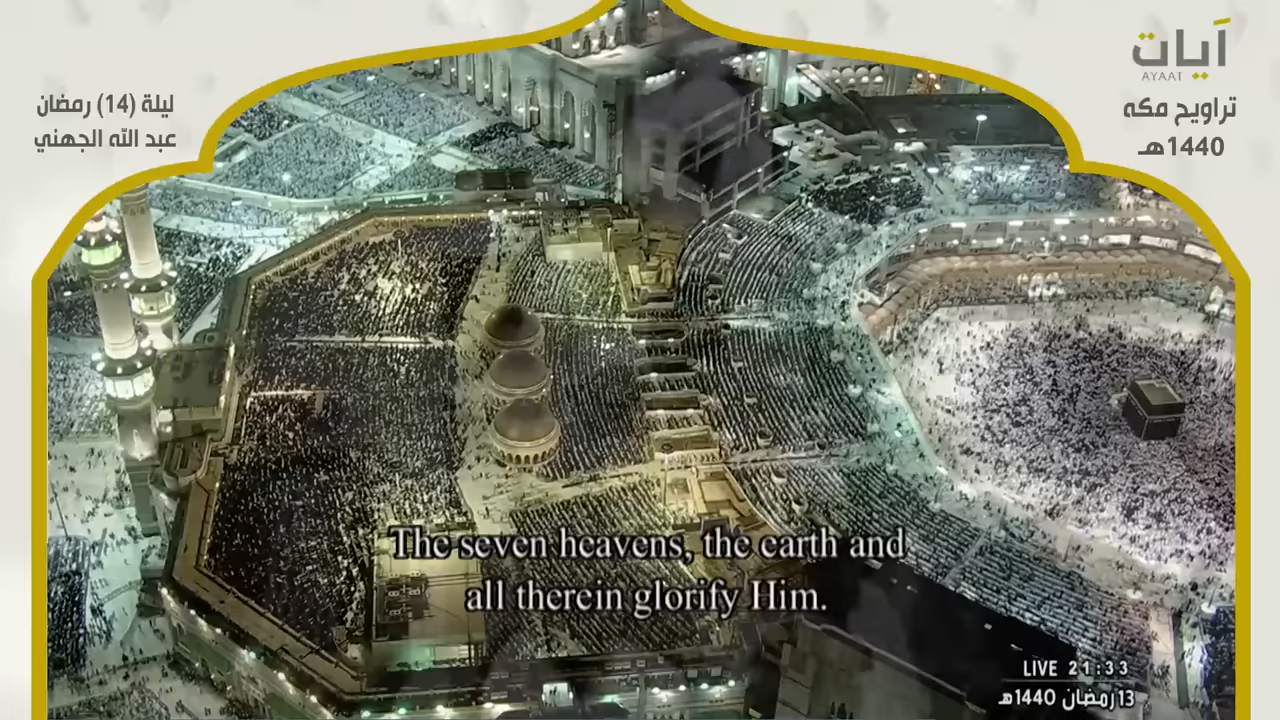 آيات
AYAAT
تراويح مكه
1440هـ
ليلة (14) رمضان
عبد الله الجهني
The seven heavens, the earth and
all therein glorify Him.
LIVE 21:33
13 رمضان 1440هـ